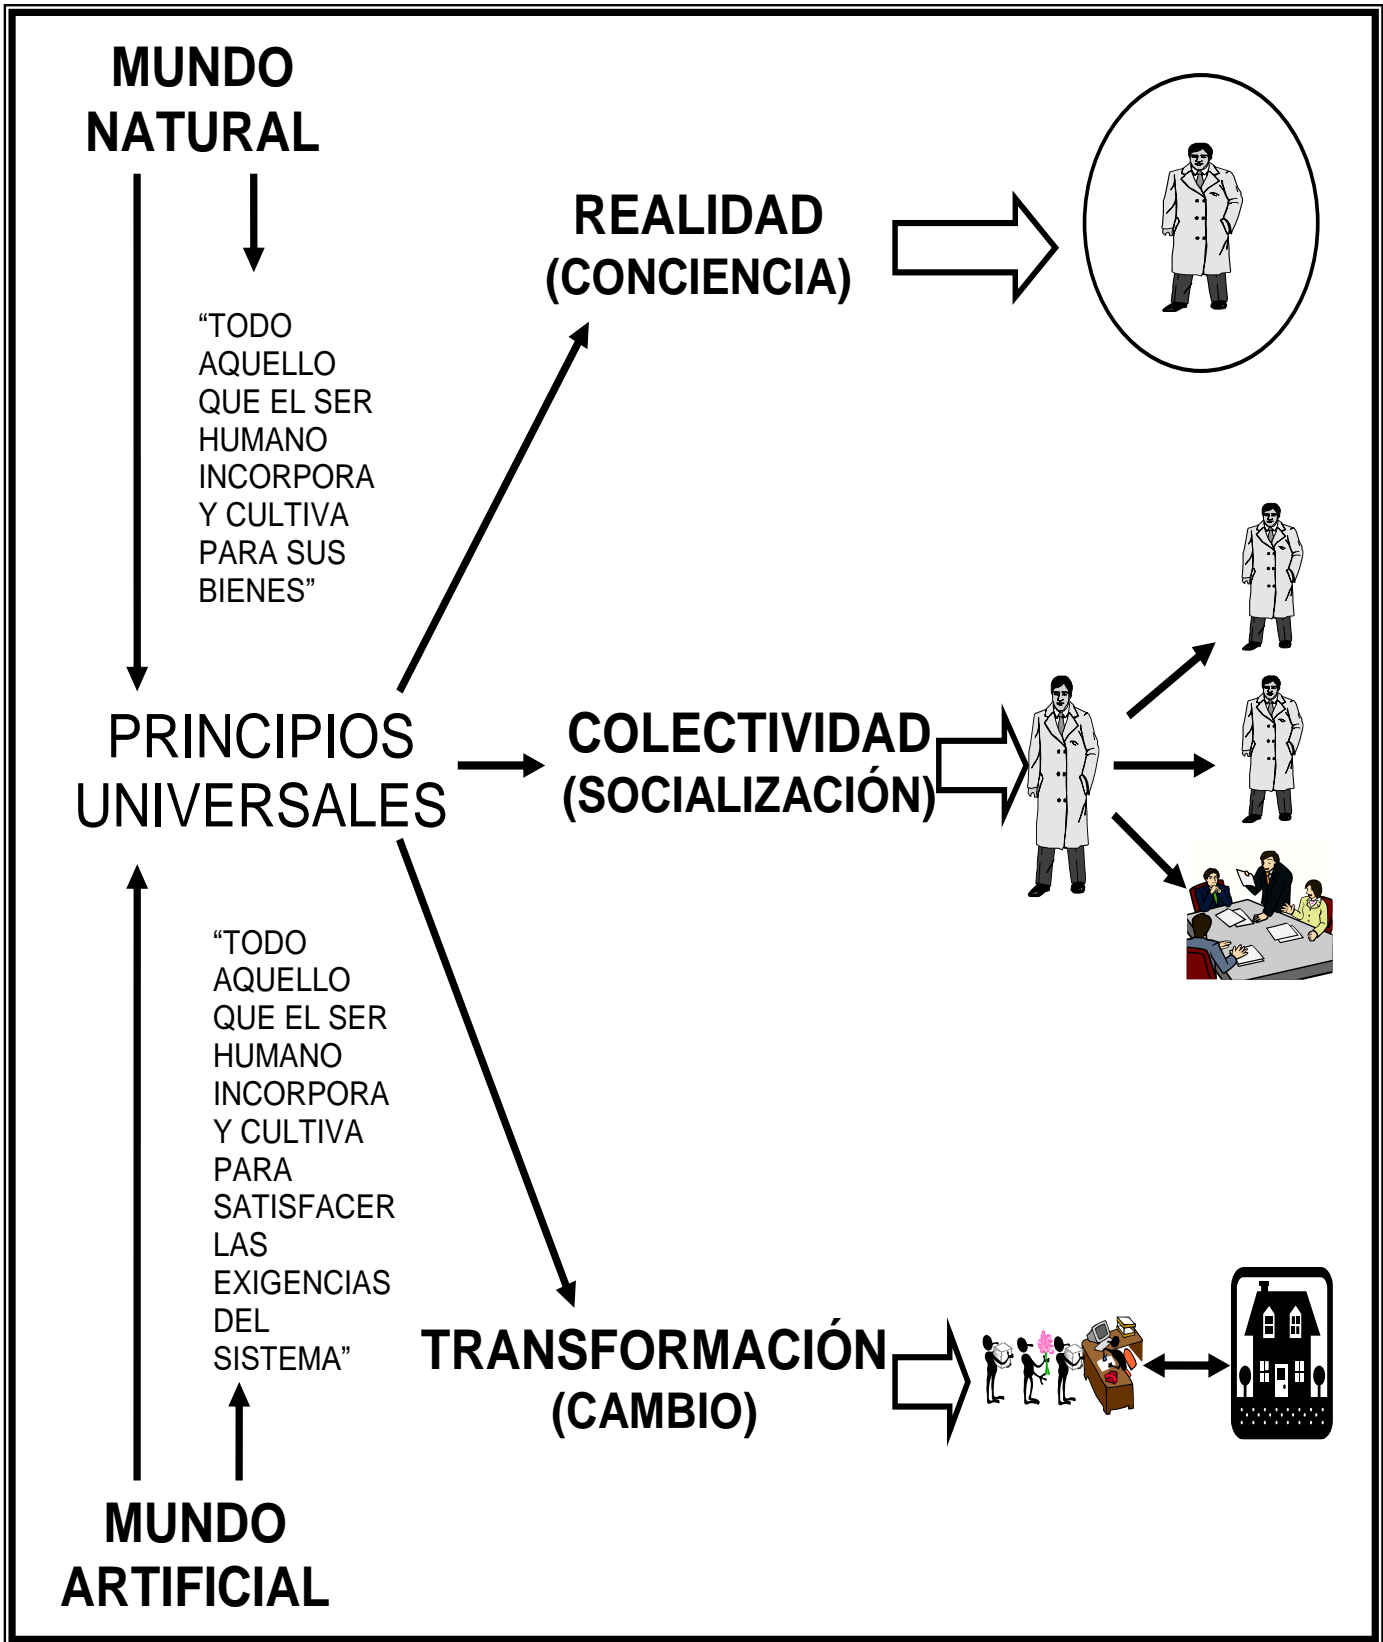 MUNDO
NATURAL
“TODO
AQUELLO
QUE EL SER
HUMANO
INCORPORA
Y CULTIVA
PARA SUS
BIENES”
REALIDAD
(CONCIENCIA)
PRINCIPIOS
UNIVERSALES
COLECTIVIDAD
(SOCIALIZACIÓN)
“TODO
AQUELLO
QUE EL SER
HUMANO
INCORPORA
Y CULTIVA
PARA
SATISFACER
LAS
EXIGENCIAS
DEL
SISTEMA”
TRANSFORMACIÓN
(CAMBIO)
MUNDO
ARTIFICIAL